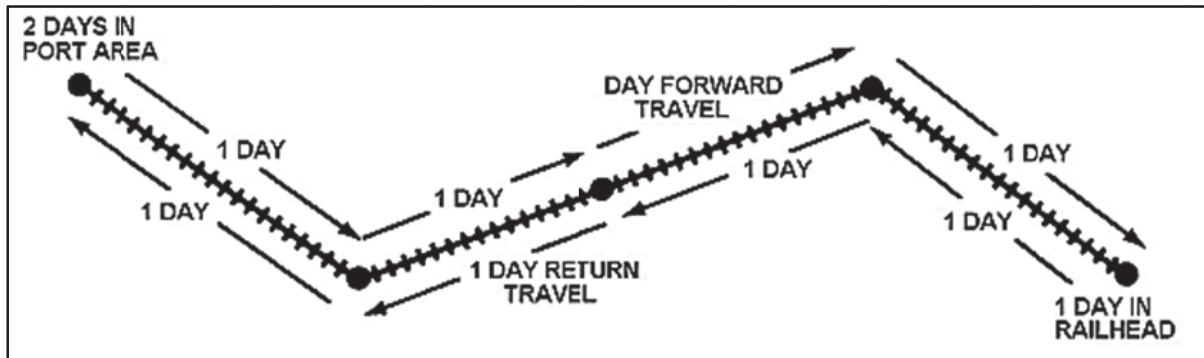 2 DAYS IN
PORT AREA
DAY FORWARD
TRAVEL
1 DAY
1 DAY
1 DAY
1 DAY
1 DAY
1 DAY
1 DAY RETURN
TRAVEL
1 DAY IN
RAILHEAD